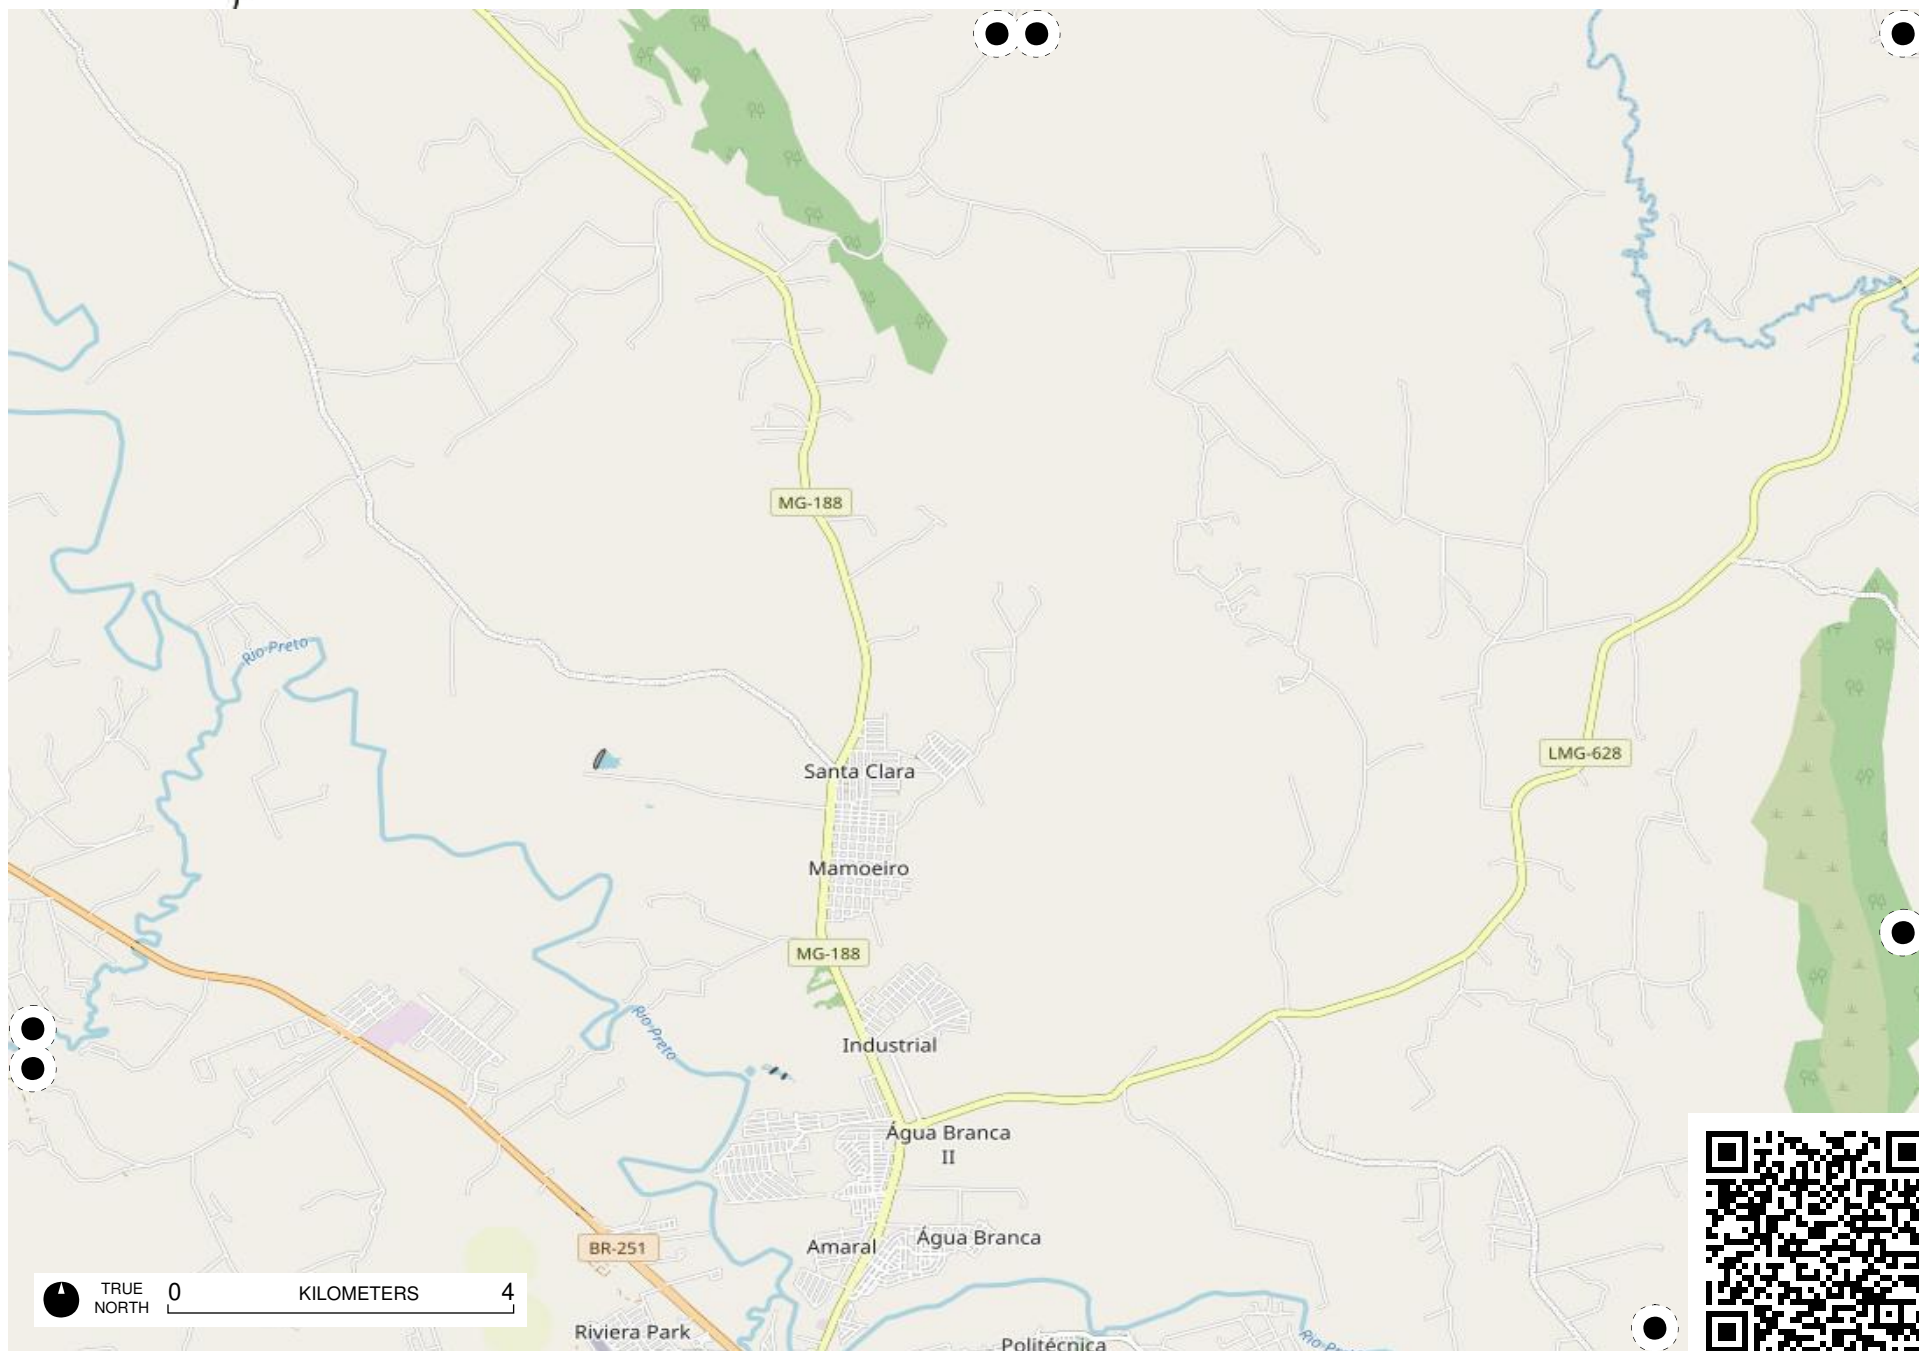 MG-188
Rio Preto
LMG-628
Santa Clara
Mamoeiro
MG-188
Rio Preto
Industrial
Água Branca
II
Água Branca
Amaral
BR-251
TRUE
NORTH
0 KILOMETERS 4
Riviera Park
Politécnica